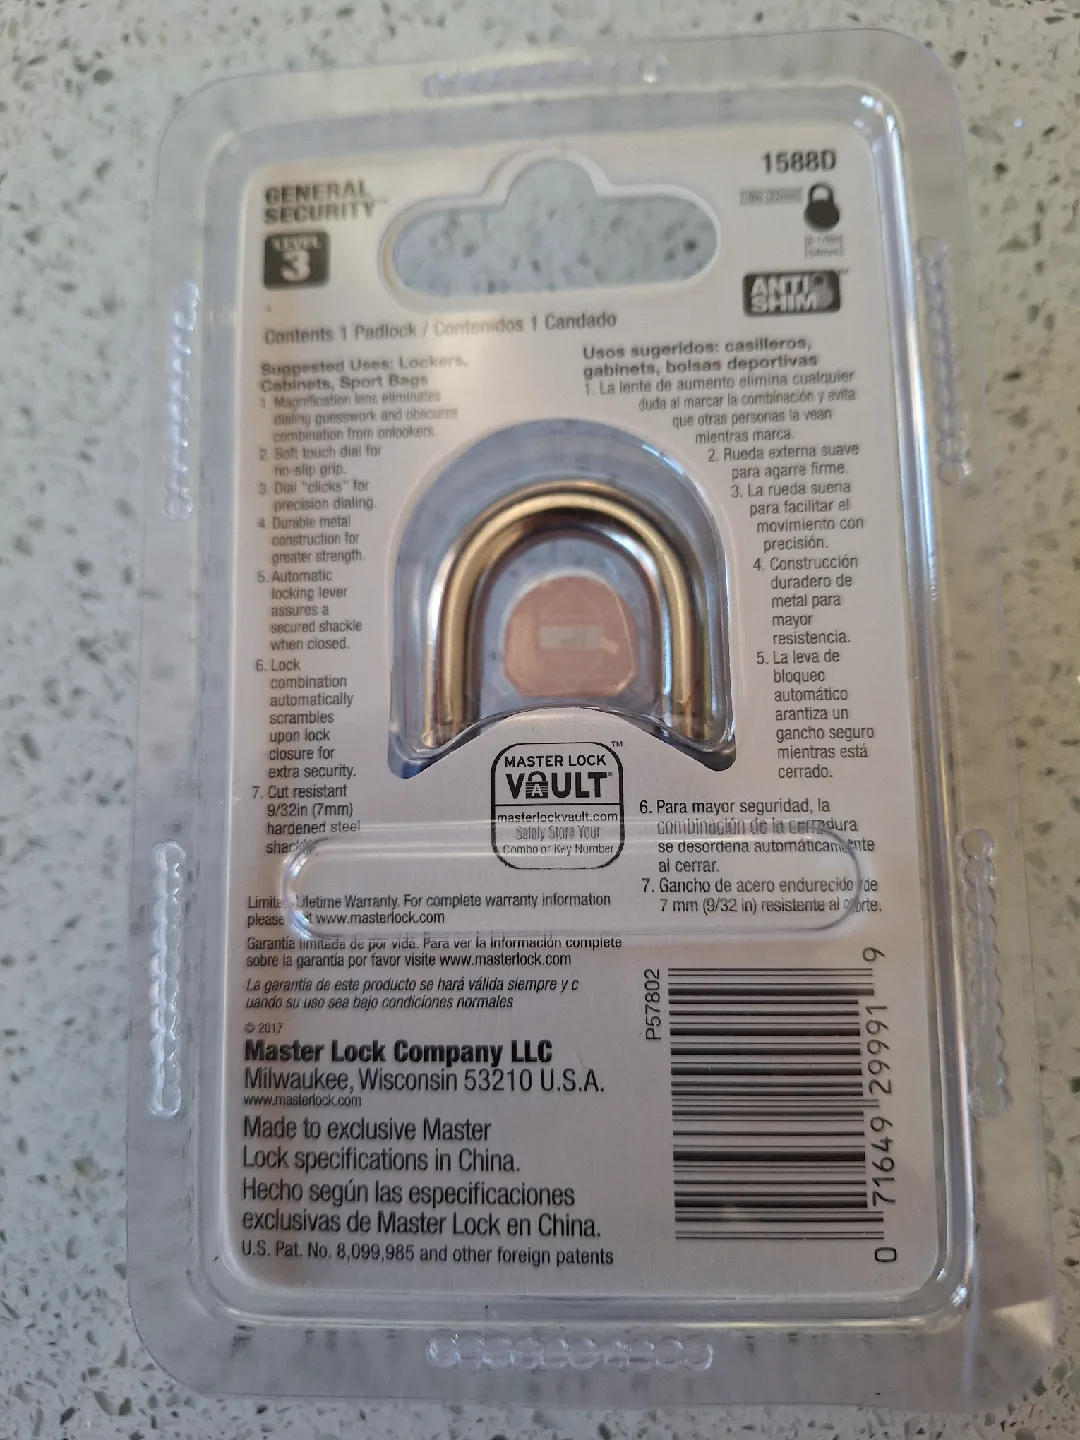 GENERAL
SECURITY™
LEVEL
3
1588D
ANTI
SHIM™
Contents 1 Padlock / Contenidos 1 Candado
Suggested Uses: Lockers,
Cabinets, Sport Bags
1. Magnification lens eliminates
dialing guesswork and obscures
combination from onlookers.
2. Soft touch dial for
no-slip grip.
3. Dial "clicks" for
precision dialing.
4. Durable metal
construction for
greater strength.
5. Automatic
locking lever
assures a
secured shackle
when closed.
6. Lock
combination
automatically
scrambles
upon lock
closure for
extra security.
7. Cut resistant
9/32in (7mm)
hardened steel
Usos sugeridos: casilleros,
gabinets, bolsas deportivas
1. La lente de aumento elimina cualquier
duda al marcar la combinación y evita
que otras personas la vean
mientras marca.
2. Rueda externa suave
para agarre firme.
3. La rueda suena
para facilitar el
movimiento con
precisión.
4. Construcción
duradero de
metal para
mayor
resistencia.
5. La leva de
bloqueo
automático
arantiza un
gancho seguro
mientras está
cerrado.
6. Para mayor seguridad, la
combinación de la cerradura
se desordena automáticamente
al cerrar.
7. Gancho de acero endurecido de
7 mm (9/32 in) resistente al corte.
MASTER LOCK™
VAULT®
masterlockvault.com
Safely Store Your
Combo or Key Number
Limited Lifetime Warranty. For complete warranty information
please visit www.masterlock.com
Garantía limitada de por vida. Para ver la información complete
sobre la garantía por favor visite www.masterlock.com
La garantía de este producto se hará válida siempre y c
uando su uso sea bajo condiciones normales
© 2017
Master Lock Company LLC
Milwaukee, Wisconsin 53210 U.S.A.
www.masterlock.com
Made to exclusive Master
Lock specifications in China.
Hecho según las especificaciones
exclusivas de Master Lock en China.
U.S. Pat. No. 8,099,985 and other foreign patents
P57802
0 71649 29991 9